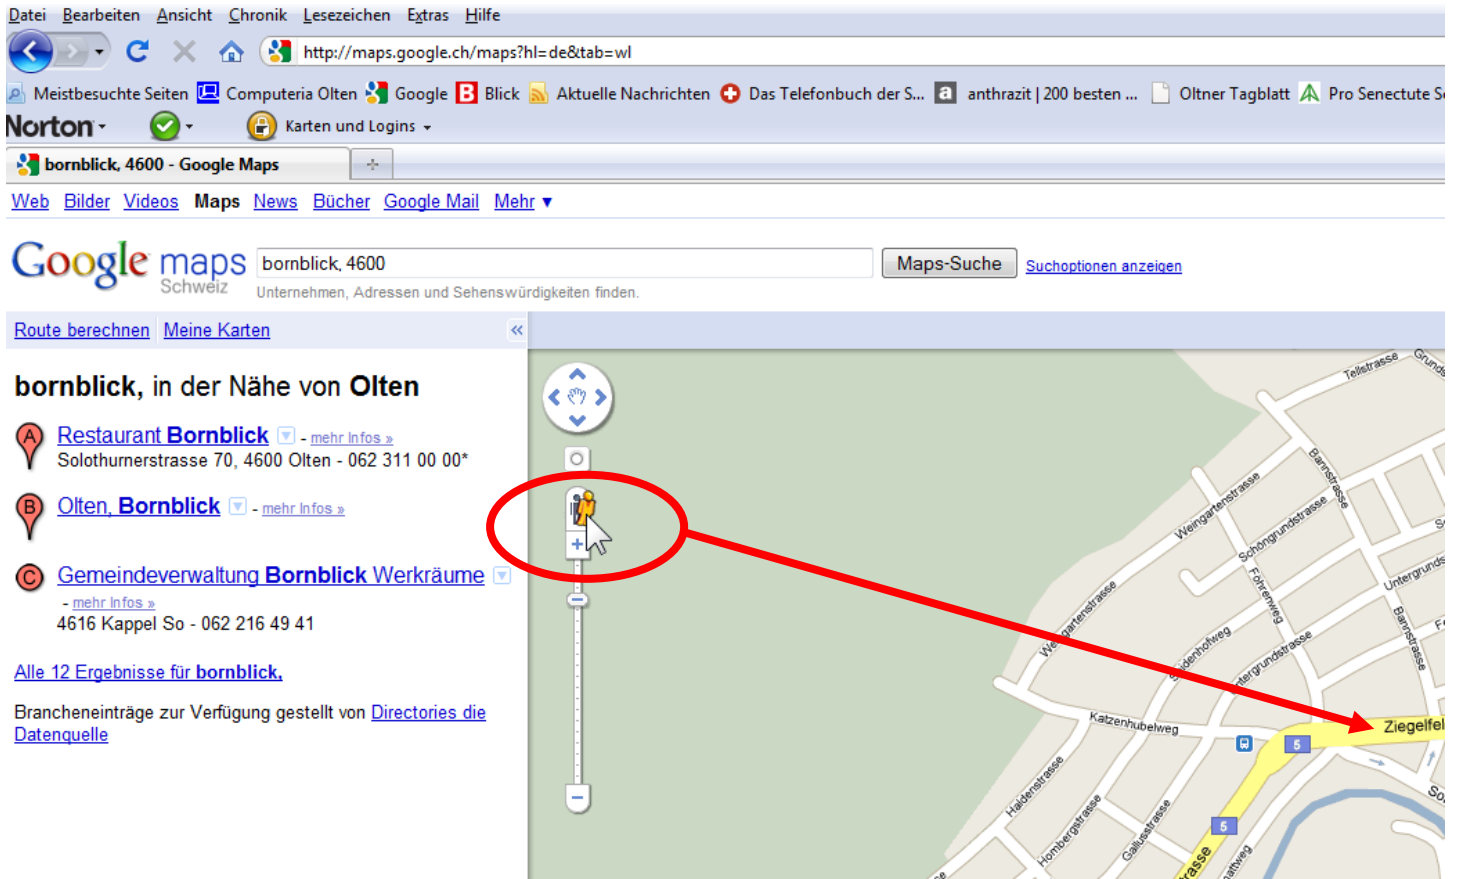 Datei Bearbeiten Ansicht Chronik Lesezeichen Extras Hilfe
http://maps.google.ch/maps?hl=de&tab=wl
Meistbesuchte Seiten Computeria Olten Google Blick Aktuelle Nachrichten Das Telefonbuch der S... anthrazit | 200 besten ... Oltner Tagblatt Pro Senectute
Norton Karten und Logins
bornblick, 4600 - Google Maps
Web Bilder Videos Maps News Bücher Google Mail Mehr
Google maps bornblick, 4600 Maps-Suche Suchoptionen anzeigen
Schweiz Unternehmen, Adressen und Sehenswürdigkeiten finden.
Route berechnen Meine Karten «
bornblick, in der Nähe von Olten
A Restaurant Bornblick - mehr Infos »
Solothurnerstrasse 70, 4600 Olten - 062 311 00 00*
B Olten, Bornblick - mehr Infos »
C Gemeindeverwaltung Bornblick Werkräume
- mehr Infos »
4616 Kappel So - 062 216 49 41
Alle 12 Ergebnisse für bornblick,
Brancheneinträge zur Verfügung gestellt von Directories die
Datenquelle
Tellstrasse
Bannstrasse
Weingartenstrasse
Schöngrundstrasse
Föhrenweg
Weingartenstrasse
Untergrundstrasse
Bannstrasse
Katzenhubelweg
Ziegelfel
5
Haldenstrasse
Hombergstrasse
Gallusstrasse
5